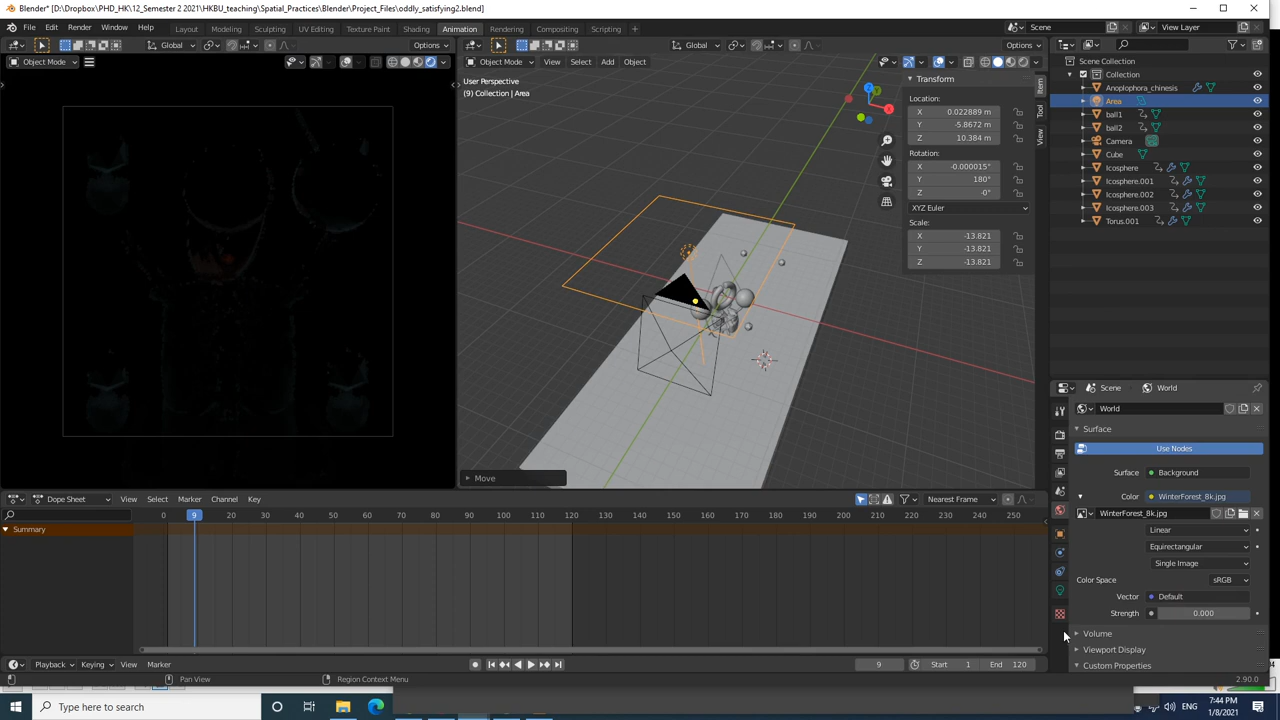 Blender* [D:\Dropbox\PHD_HK\12_Semester 2 2021\HKBU_teaching\Spatial_Practices\Blender\Project_Files\oddly_satisfying2.blend]
File Edit Render Window Help Layout Modeling Sculpting UV Editing Texture Paint Shading Animation Rendering Compositing Scripting + Scene View Layer
Global Options Global Options
Object Mode Object Mode View Select Add Object
User Perspective
(9) Collection | Area
Transform
Location:
X 0.022889 m
Y -5.8672 m
Z 10.384 m
Rotation:
X -0.000015°
Y 180°
Z -0°
XYZ Euler
Scale:
X -13.821
Y -13.821
Z -13.821
Item
Tool
View
X
Z
Move
Scene Collection
Collection
Anoplophora_chinesis
Area
ball1
ball2
Camera
Cube
Icosphere
Icosphere.001
Icosphere.002
Icosphere.003
Torus.001
Scene World
World
Surface
Use Nodes
Surface Background
Color WinterForest_8k.jpg
WinterForest_8k.jpg
Linear
Equirectangular
Single Image
Color Space sRGB
Vector Default
Strength 0.000
Volume
Viewport Display
Custom Properties
Dope Sheet View Select Marker Channel Key Nearest Frame
0 9 20 30 40 50 60 70 80 90 100 110 120 130 140 150 160 170 180 190 200 210 220 230 240 250
Summary
Playback Keying View Marker 9 Start 1 End 120
Pan View Region Context Menu 2.90.0
Type here to search ENG 7:44 PM
1/8/2021